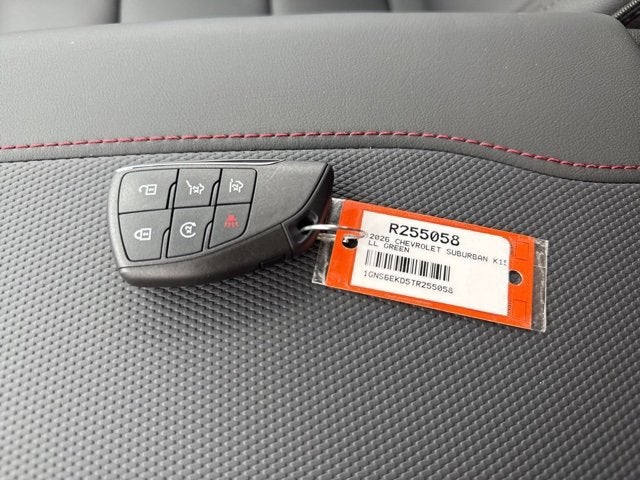 R255058
2026 CHEVROLET SUBURBAN K15
LL GREEN
1GNS6EKD5TR255058